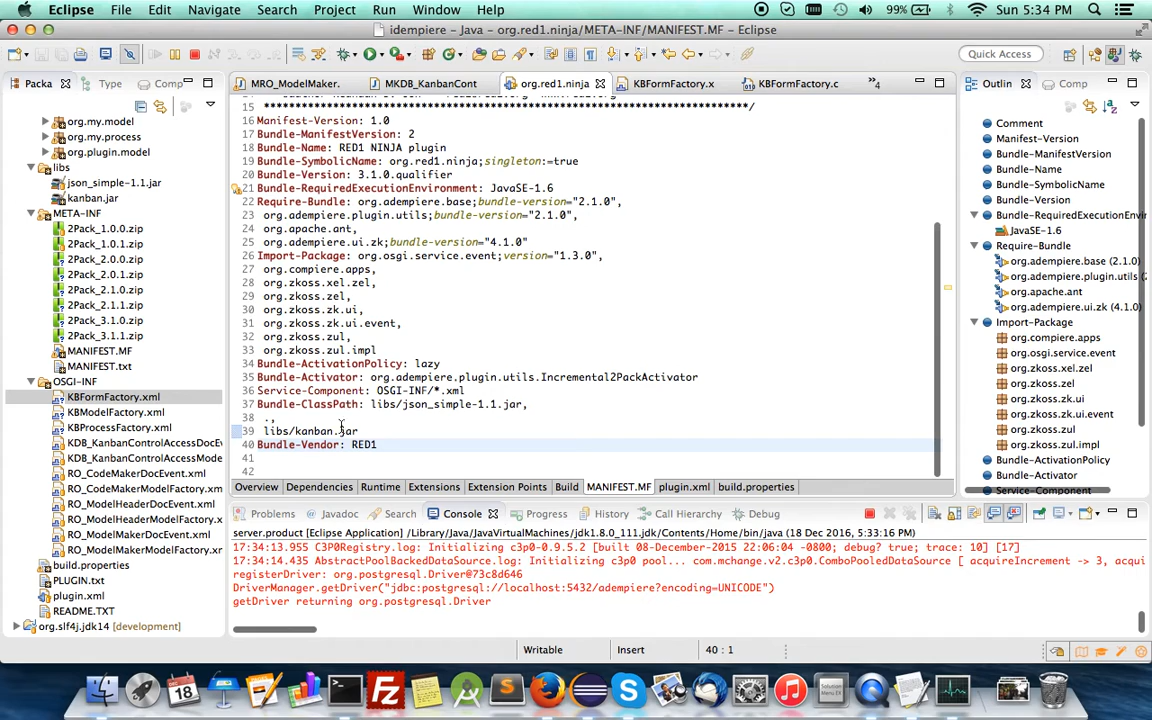 Eclipse File Edit Navigate Search Project Run Window Help 99% Sun 5:34 PM
idempiere - Java - org.red1.ninja/META-INF/MANIFEST.MF - Eclipse
Quick Access
Packa Type Comp
MRO_ModelMaker. MKDB_KanbanCont org.red1.ninja KBFormFactory.x KBFormFactory.c »4
Outlin Comp
org.my.model
org.my.process
org.plugin.model
libs
json_simple-1.1.jar
kanban.jar
META-INF
2Pack_1.0.0.zip
2Pack_1.0.1.zip
2Pack_2.0.0.zip
2Pack_2.0.1.zip
2Pack_2.1.0.zip
2Pack_2.1.1.zip
2Pack_3.1.0.zip
2Pack_3.1.1.zip
MANIFEST.MF
MANIFEST.txt
OSGI-INF
KBFormFactory.xml
KBModelFactory.xml
KBProcessFactory.xml
KDB_KanbanControlAccessDocE
KDB_KanbanControlAccessMode
RO_CodeMakerDocEvent.xml
RO_CodeMakerModelFactory.xm
RO_ModelHeaderDocEvent.xml
RO_ModelHeaderModelFactory.x
RO_ModelMakerDocEvent.xml
RO_ModelMakerModelFactory.xr
build.properties
PLUGIN.txt
plugin.xml
README.TXT
org.slf4j.jdk14 [development]
15 ***********************************************************************/
16 Manifest-Version: 1.0
17 Bundle-ManifestVersion: 2
18 Bundle-Name: RED1 NINJA plugin
19 Bundle-SymbolicName: org.red1.ninja;singleton:=true
20 Bundle-Version: 3.1.0.qualifier
21 Bundle-RequiredExecutionEnvironment: JavaSE-1.6
22 Require-Bundle: org.adempiere.base;bundle-version="2.1.0",
23 org.adempiere.plugin.utils;bundle-version="2.1.0",
24 org.apache.ant,
25 org.adempiere.ui.zk;bundle-version="4.1.0"
26 Import-Package: org.osgi.service.event;version="1.3.0",
27 org.compiere.apps,
28 org.zkoss.xel.zel,
29 org.zkoss.zel,
30 org.zkoss.zk.ui,
31 org.zkoss.zk.ui.event,
32 org.zkoss.zul,
33 org.zkoss.zul.impl
34 Bundle-ActivationPolicy: lazy
35 Bundle-Activator: org.adempiere.plugin.utils.Incremental2PackActivator
36 Service-Component: OSGI-INF/*.xml
37 Bundle-ClassPath: libs/json_simple-1.1.jar,
38 .,
39 libs/kanban.jar
40 Bundle-Vendor: RED1
41
42
Overview Dependencies Runtime Extensions Extension Points Build MANIFEST.MF plugin.xml build.properties
Comment
Manifest-Version
Bundle-ManifestVersion
Bundle-Name
Bundle-SymbolicName
Bundle-Version
Bundle-RequiredExecutionEnvir
JavaSE-1.6
Require-Bundle
org.adempiere.base (2.1.0)
org.adempiere.plugin.utils (2.1.0)
org.apache.ant
org.adempiere.ui.zk (4.1.0)
Import-Package
org.compiere.apps
org.osgi.service.event
org.zkoss.xel.zel
org.zkoss.zel
org.zkoss.zk.ui
org.zkoss.zk.ui.event
org.zkoss.zul
org.zkoss.zul.impl
Bundle-ActivationPolicy
Bundle-Activator
Service-Component
Problems Javadoc Search Console Progress History Call Hierarchy Debug
server.product [Eclipse Application] /Library/Java/JavaVirtualMachines/jdk1.8.0_111.jdk/Contents/Home/bin/java (18 Dec 2016, 5:33:16 PM)
17:34:13.955 C3P0Registry.log: Initializing c3p0-0.9.5.2 [built 08-December-2015 22:06:04 -0800; debug? true; trace: 10] [17]
17:34:14.435 AbstractPoolBackedDataSource.log: Initializing c3p0 pool... com.mchange.v2.c3p0.ComboPooledDataSource [ acquireIncrement -> 3, acqui
registerDriver: org.postgresql.Driver@73c8d646
DriverManager.getDriver("jdbc:postgresql://localhost:5432/adempiere?encoding=UNICODE")
getDriver returning org.postgresql.Driver
Writable Insert 40 : 1